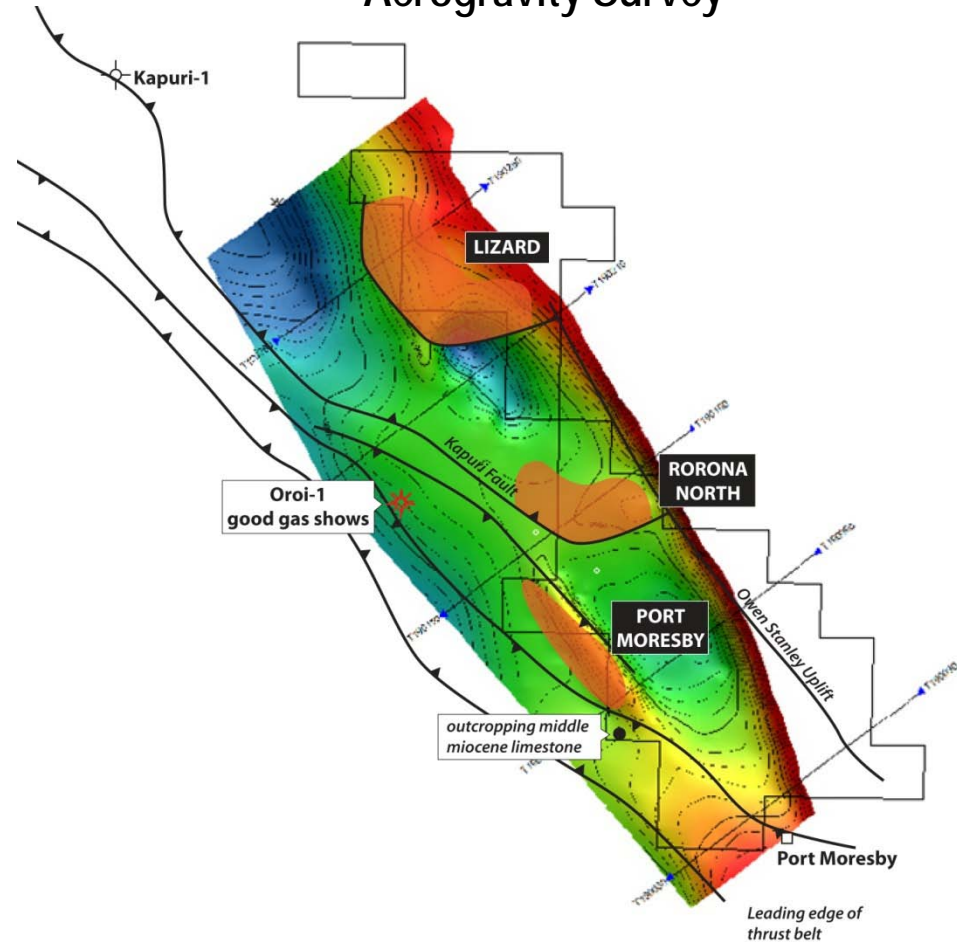 Aerogravity Survey
Kapuri-1
LIZARD
RORONA
NORTH
Kapuri Fault
Oroi-1
good gas shows
PORT
MORESBY
Owen Stanley Uplift
outcropping middle
miocene limestone
Port Moresby
Leading edge of
thrust belt